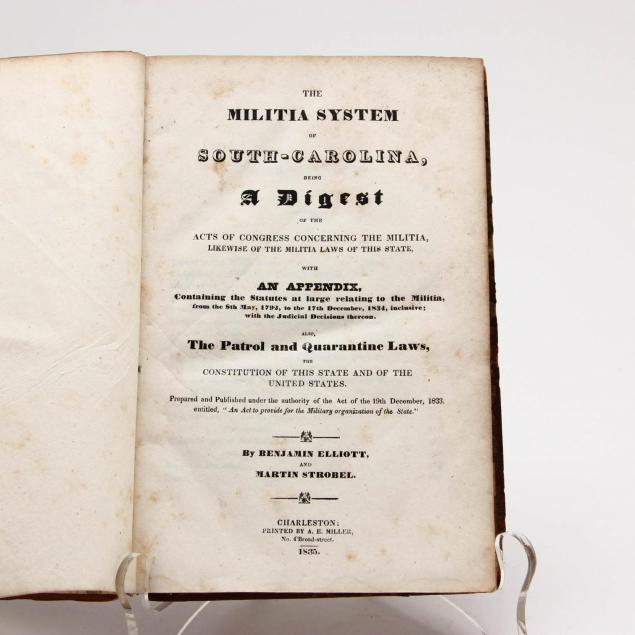 THE
MILITIA SYSTEM
OF
SOUTH-CAROLINA,
BEING
A Digest
OF THE
ACTS OF CONGRESS CONCERNING THE MILITIA,
LIKEWISE OF THE MILITIA LAWS OF THIS STATE,
WITH
AN APPENDIX,
Containing the Statutes at large relating to the Militia,
from the 8th May, 1792, to the 17th December, 1834, inclusive;
with the Judicial Decisions thereon.
ALSO,
The Patrol and Quarantine Laws,
THE
CONSTITUTION OF THIS STATE AND OF THE
UNITED STATES.
Prepared and Published under the authority of the Act of the 19th December, 1833.
entitled, "An Act to provide for the Military organization of the State."
By BENJAMIN ELLIOTT,
AND
MARTIN STROBEL.
CHARLESTON:
PRINTED BY A. E. MILLER,
No. 4 Broad-street.
1835.